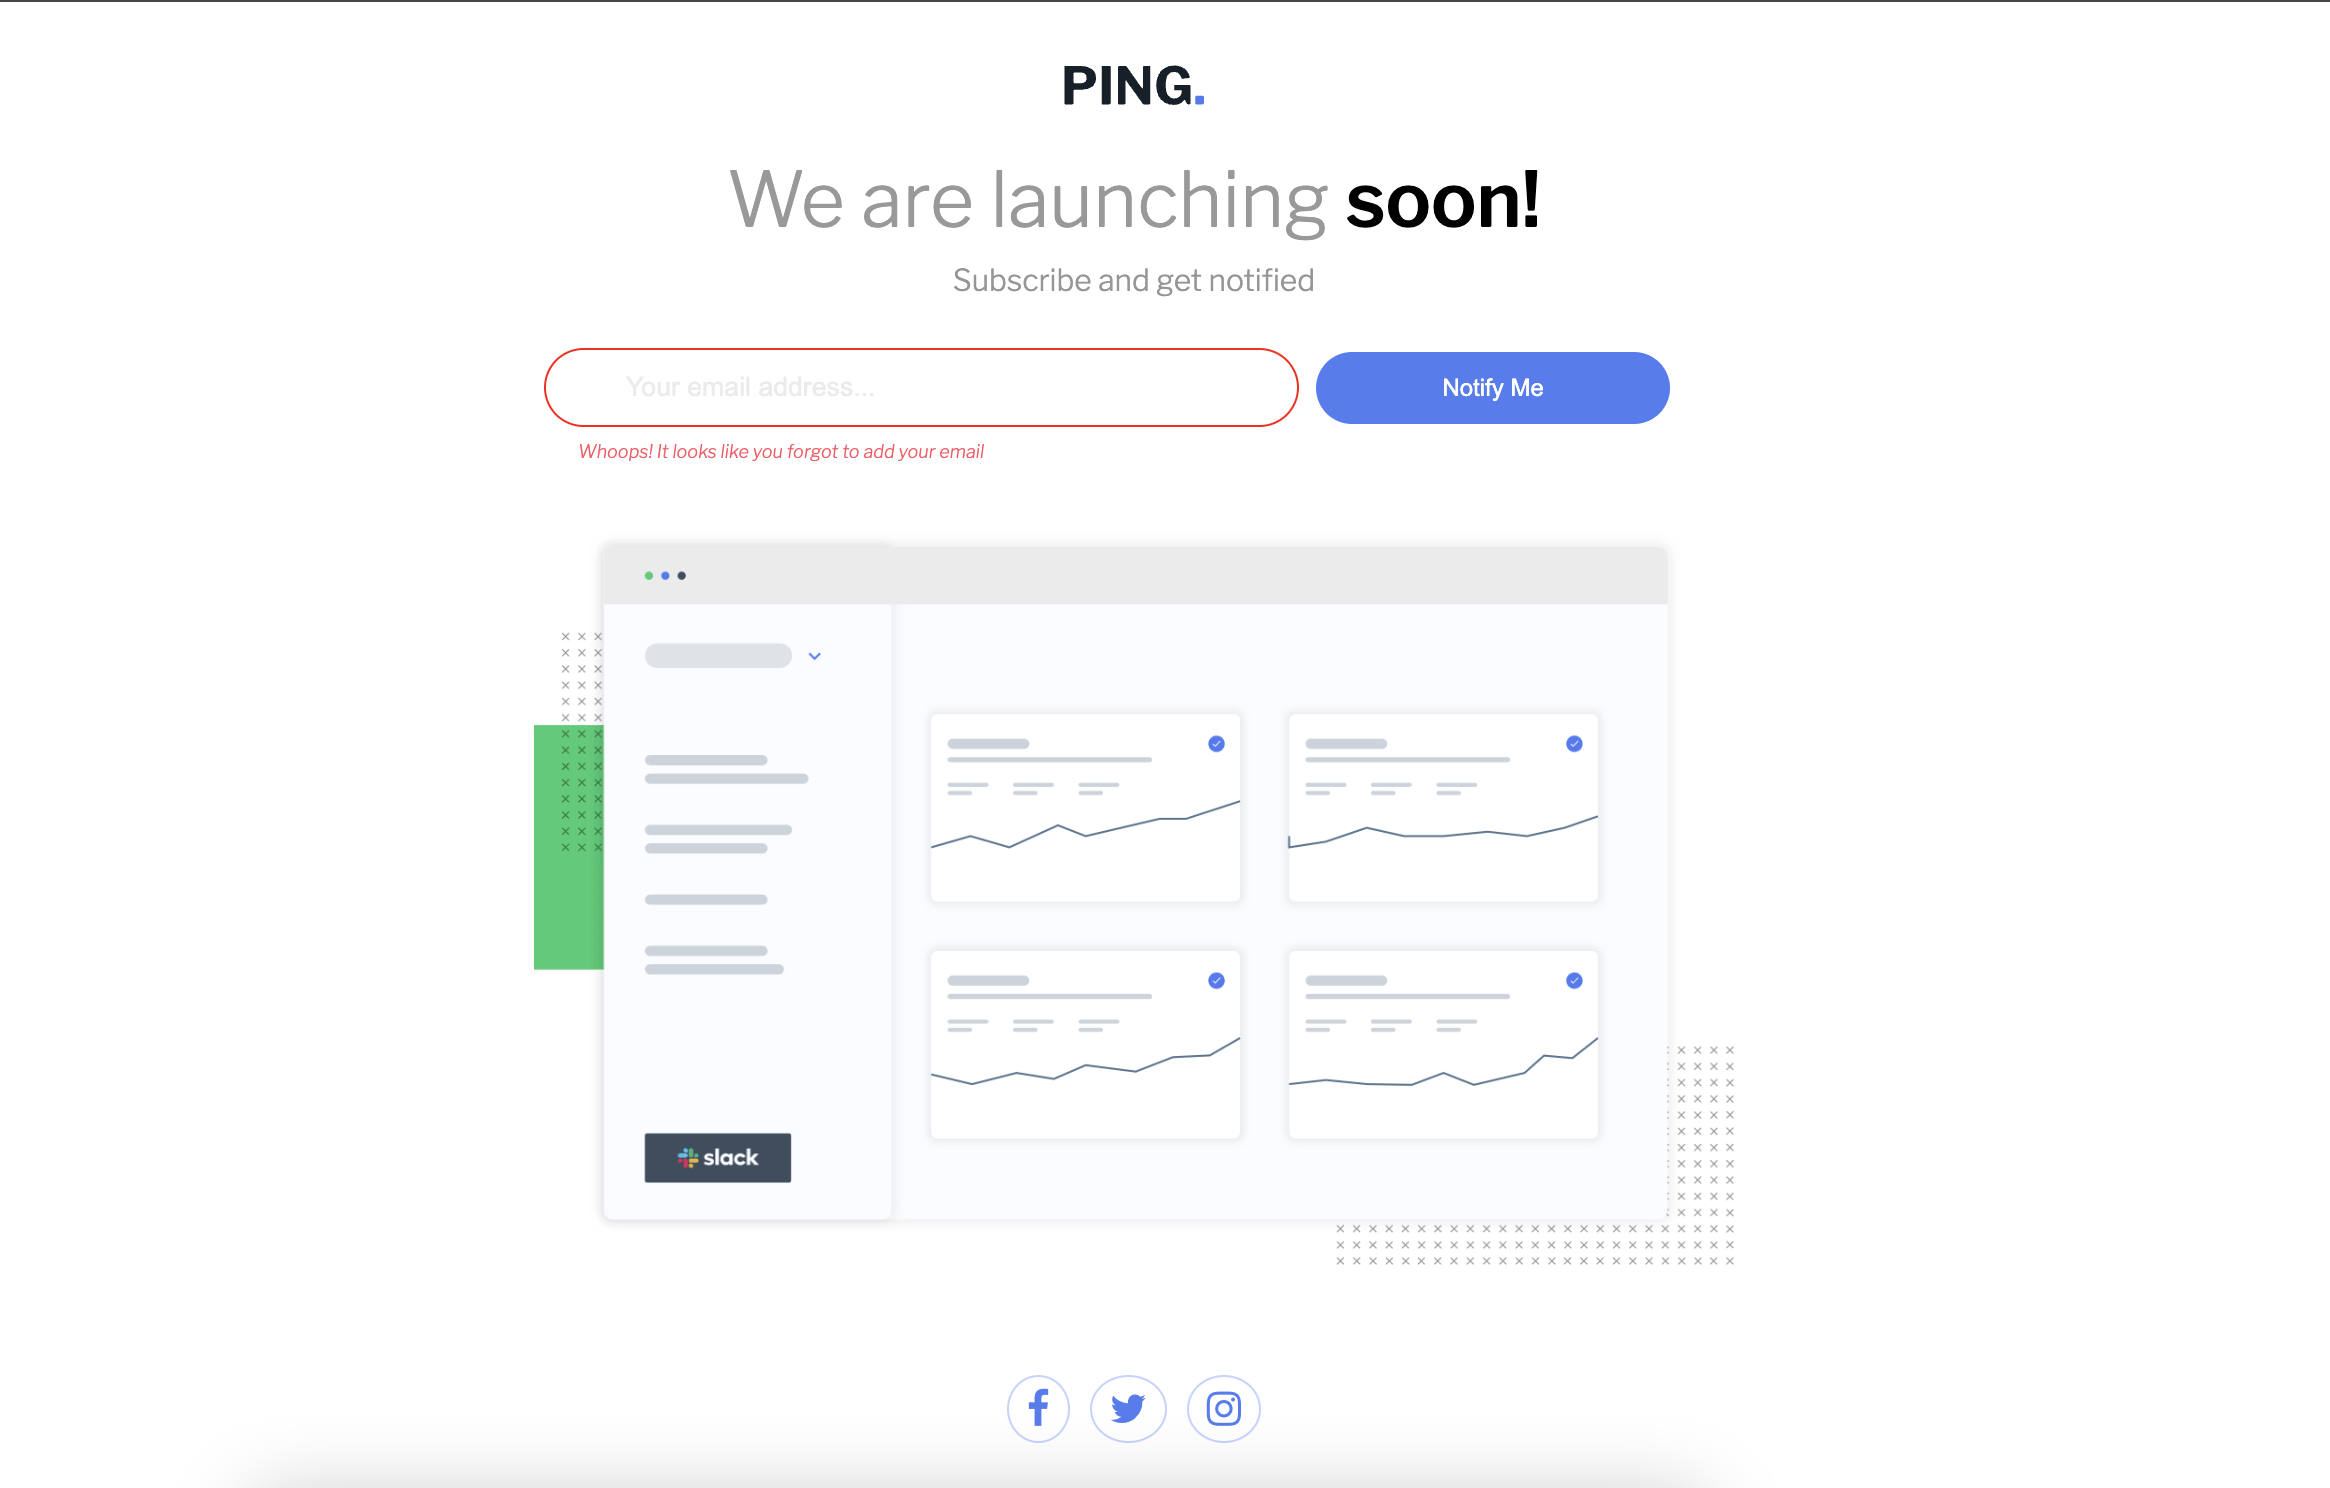 PING.
We are launching soon!
Subscribe and get notified
Your email address...
Notify Me
Whoops! It looks like you forgot to add your email
slack